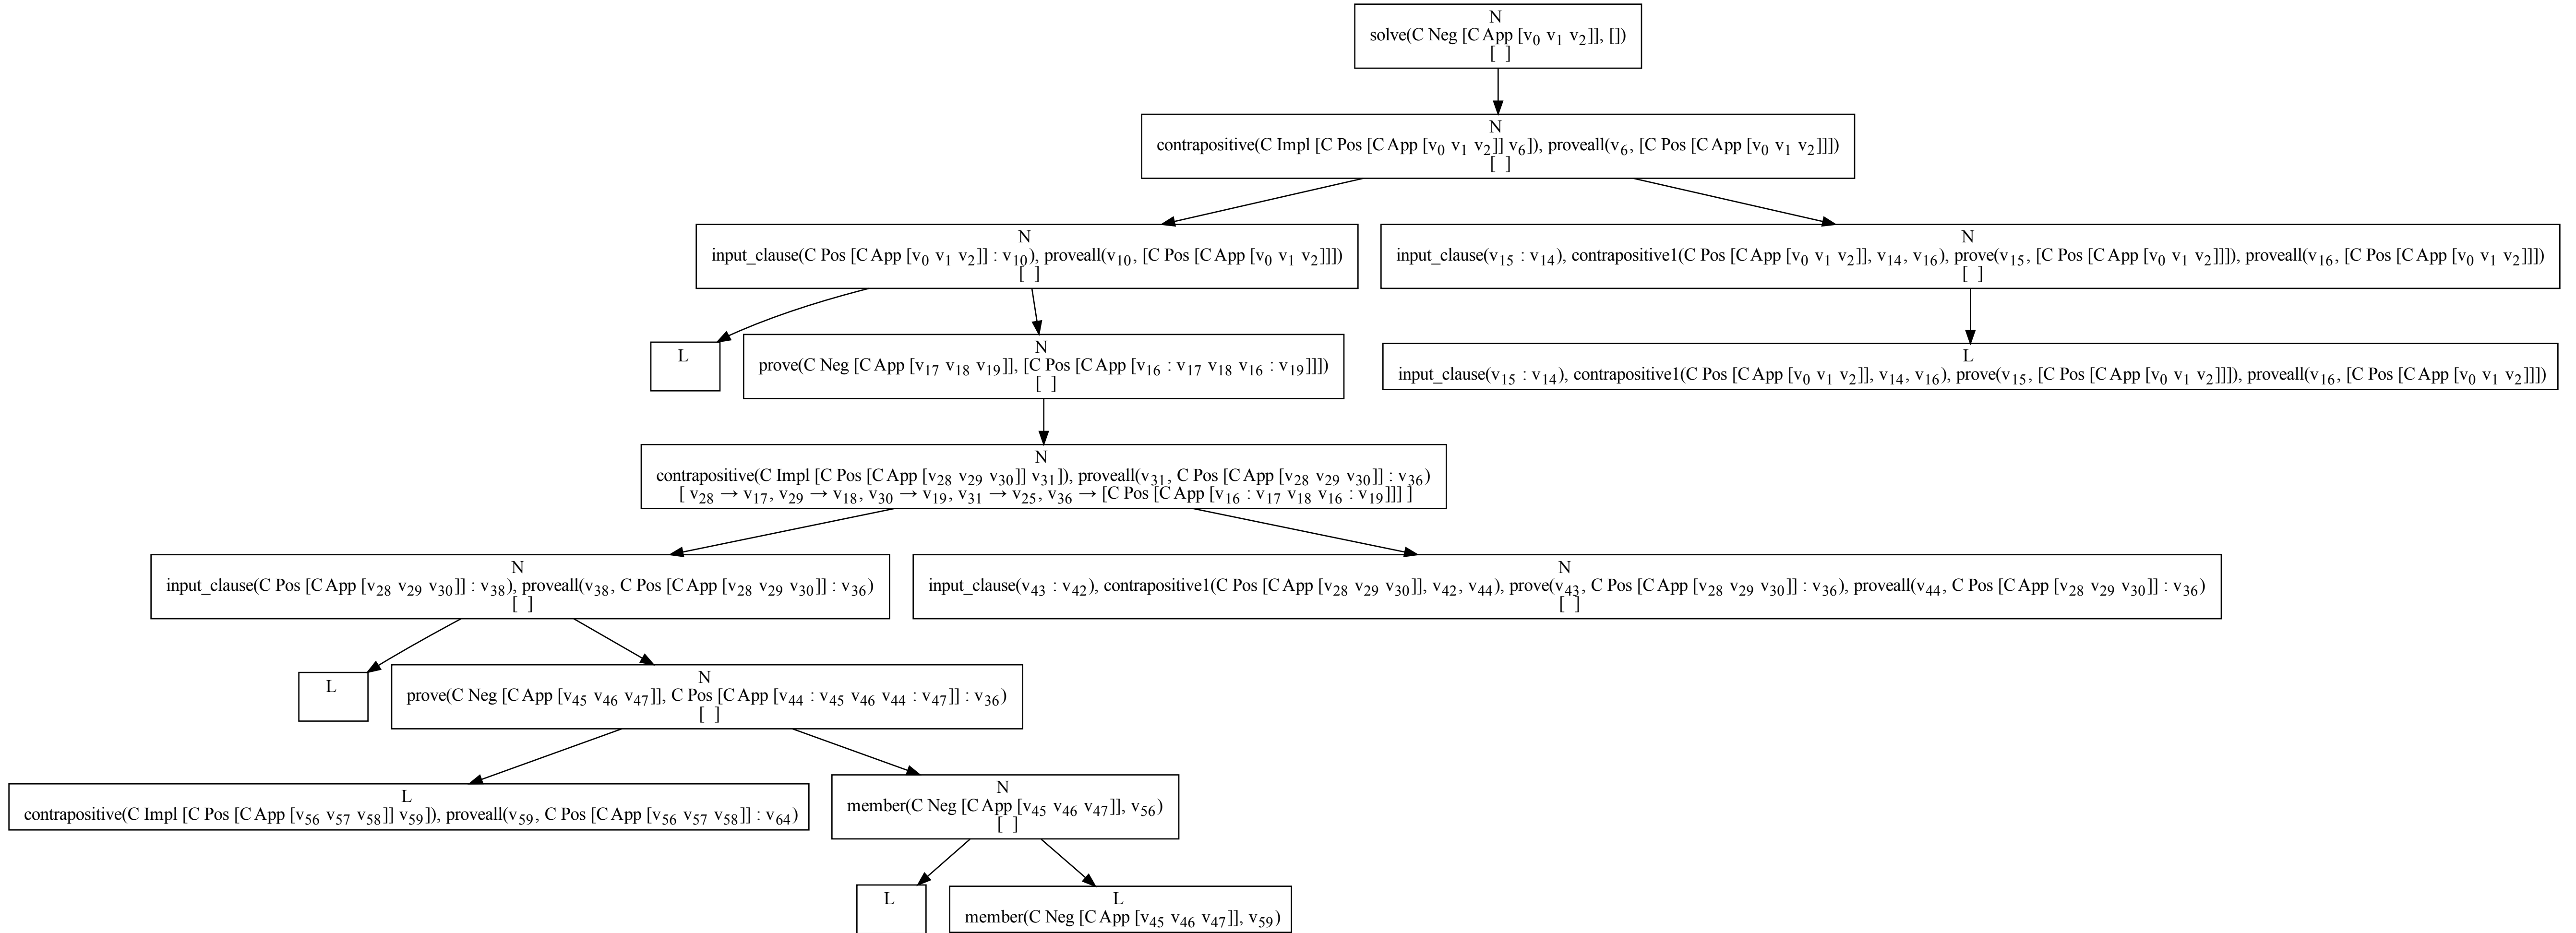 N
solve(C Neg [C App [v0 v1 v2]], [])
[ ]
N
contrapositive(C Impl [C Pos [C App [v0 v1 v2]] v6]), proveall(v6, [C Pos [C App [v0 v1 v2]]])
[ ]
N
input_clause(C Pos [C App [v0 v1 v2]] : v10), proveall(v10, [C Pos [C App [v0 v1 v2]]])
[ ]
N
input_clause(v15 : v14), contrapositive1(C Pos [C App [v0 v1 v2]], v14, v16), prove(v15, [C Pos [C App [v0 v1 v2]]]), proveall(v16, [C Pos [C App [v0 v1 v2]]])
[ ]
L
N
prove(C Neg [C App [v17 v18 v19]], [C Pos [C App [v16 : v17 v18 v16 : v19]]])
[ ]
L
input_clause(v15 : v14), contrapositive1(C Pos [C App [v0 v1 v2]], v14, v16), prove(v15, [C Pos [C App [v0 v1 v2]]]), proveall(v16, [C Pos [C App [v0 v1 v2]]])
N
contrapositive(C Impl [C Pos [C App [v28 v29 v30]] v31]), proveall(v31, C Pos [C App [v28 v29 v30]] : v36)
[ v28 → v17, v29 → v18, v30 → v19, v31 → v25, v36 → [C Pos [C App [v16 : v17 v18 v16 : v19]]] ]
N
input_clause(C Pos [C App [v28 v29 v30]] : v38), proveall(v38, C Pos [C App [v28 v29 v30]] : v36)
[ ]
N
input_clause(v43 : v42), contrapositive1(C Pos [C App [v28 v29 v30]], v42, v44), prove(v43, C Pos [C App [v28 v29 v30]] : v36), proveall(v44, C Pos [C App [v28 v29 v30]] : v36)
[ ]
L
N
prove(C Neg [C App [v45 v46 v47]], C Pos [C App [v44 : v45 v46 v44 : v47]] : v36)
[ ]
L
contrapositive(C Impl [C Pos [C App [v56 v57 v58]] v59]), proveall(v59, C Pos [C App [v56 v57 v58]] : v64)
N
member(C Neg [C App [v45 v46 v47]], v56)
[ ]
L
L
member(C Neg [C App [v45 v46 v47]], v59)